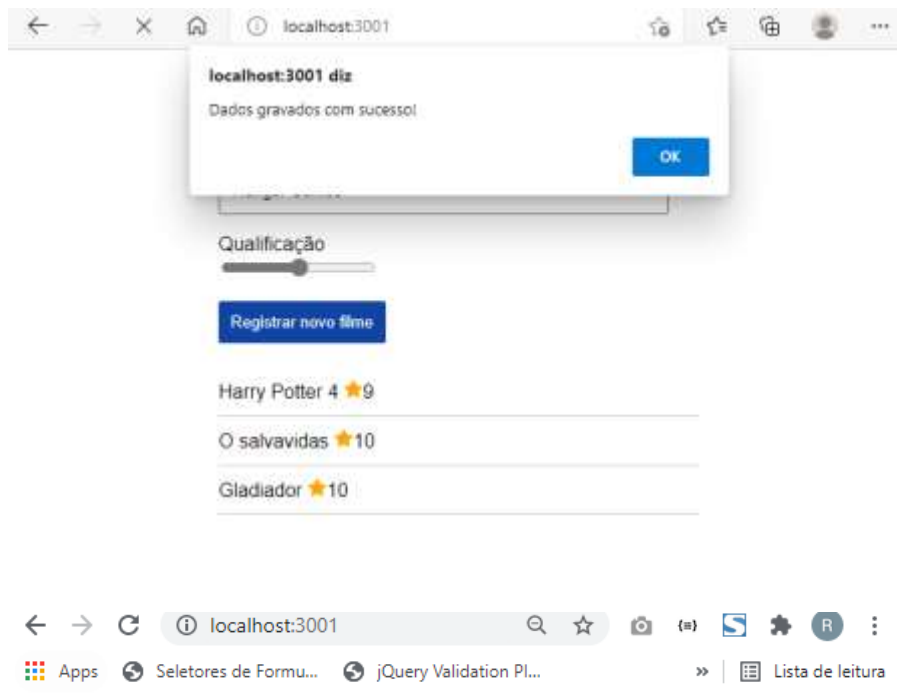 localhost:3001
localhost:3001 diz
Dados gravados com sucesso!
OK
Qualificação
Registrar novo filme
Harry Potter 4 ⭐9
O salvavidas ⭐10
Gladiador ⭐10
localhost:3001
R
Apps Seletores de Formu... jQuery Validation Pl... » Lista de leitura